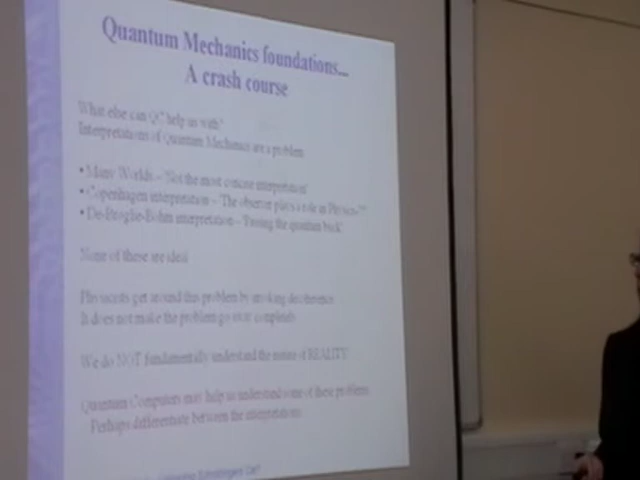 Quantum Mechanics foundations...
A crash course
What else can QC help us with?
Interpretations of Quantum Mechanics are a problem
• Many Worlds – 'Not the most concise interpretation'
• Copenhagen interpretation – 'The observer plays a role in Physics?'
• De-Broglie-Bohm interpretation – 'Passing the quantum buck'
None of these are ideal
Physicists get around this problem by invoking decoherence
It does not make the problem go away completely
We do NOT fundamentally understand the nature of REALITY
Quantum Computers may help us understand some of these problems
Perhaps differentiate between the interpretations